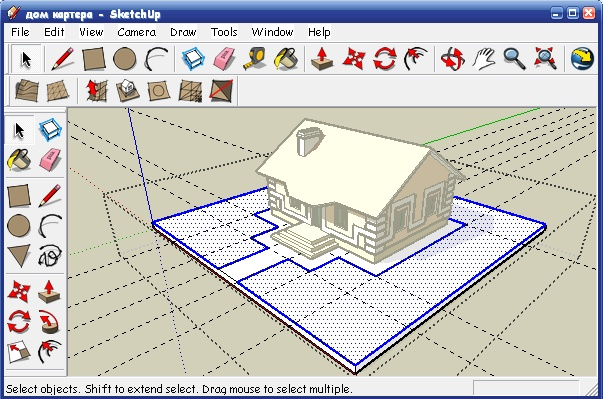 дом картера - SketchUp
File Edit View Camera Draw Tools Window Help
Select objects. Shift to extend select. Drag mouse to select multiple.